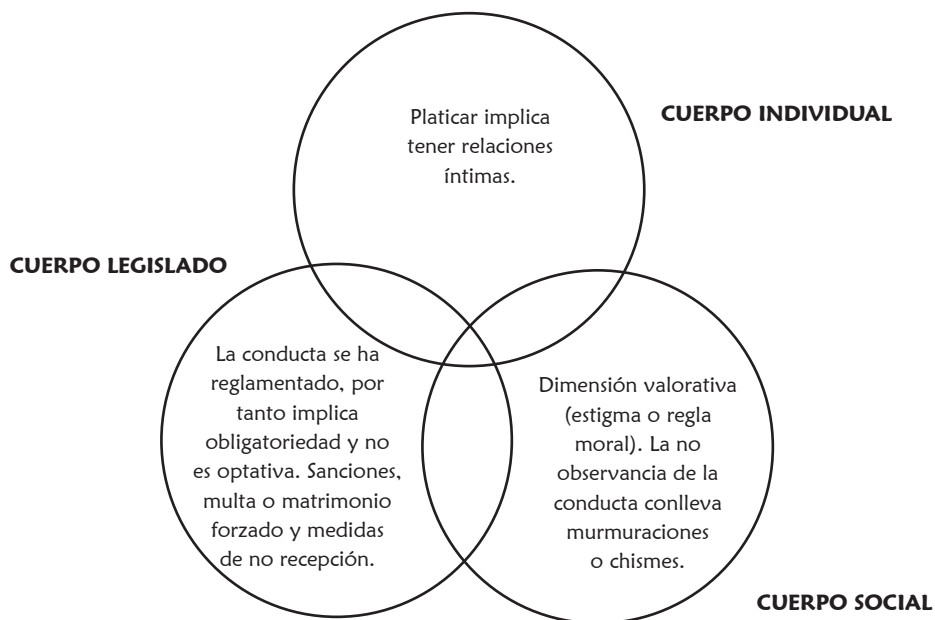 CUERPO INDIVIDUAL
Platicar implica
tener relaciones
íntimas.
CUERPO LEGISLADO
La conducta se ha
reglamentado, por
tanto implica
obligatoriedad y no
es optativa. Sanciones,
multa o matrimonio
forzado y medidas
de no recepción.
Dimensión valorativa
(estigma o regla
moral). La no
observancia de la
conducta conlleva
murmuraciones
o chismes.
CUERPO SOCIAL